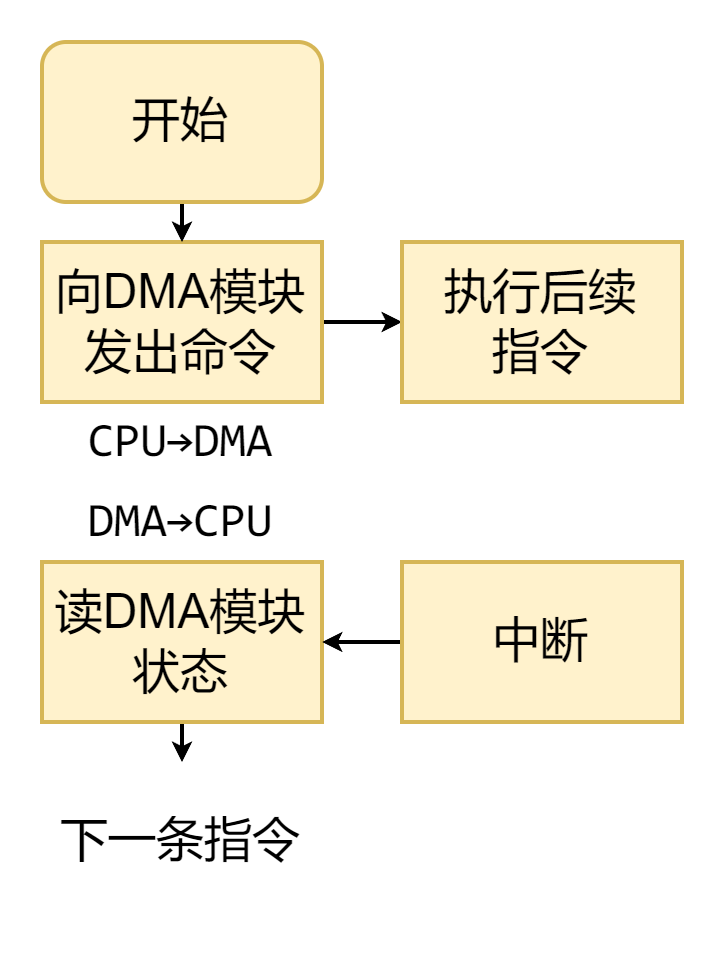 开始
向DMA模块
发出命令
执行后续
指令
CPU→DMA
DMA→CPU
读DMA模块
状态
中断
下一条指令